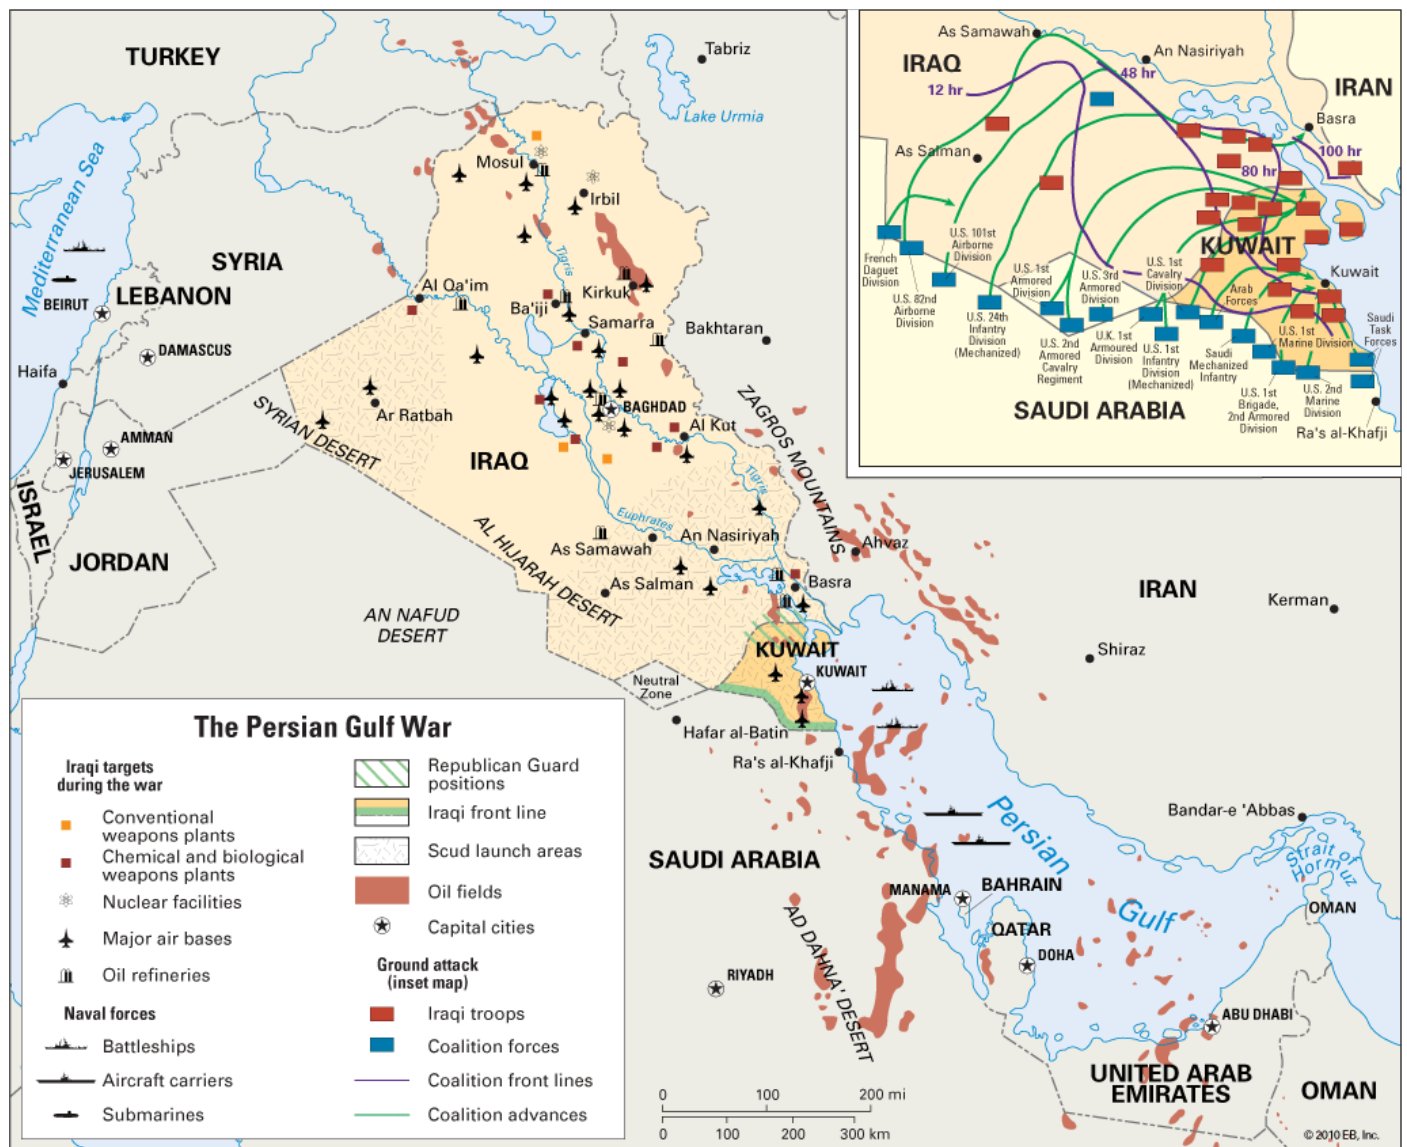 TURKEY
Tabriz
Lake Urmia
Mediterranean Sea
Mosul
Irbil
SYRIA
Tigris
Al Qa'im
Kirkuk
Ba'iji
LEBANON
BEIRUT
Samarra
Bakhtaran
DAMASCUS
Haifa
SYRIAN DESERT
Ar Ratbah
BAGHDAD
ZAGROS MOUNTAINS
AMMAN
Al Kut
JERUSALEM
IRAQ
Tigris
ISRAEL
Euphrates
AL HIJARAH DESERT
As Samawah
An Nasiriyah
Ahvaz
JORDAN
As Salman
Basra
IRAN
Kerman
AN NAFUD
DESERT
KUWAIT
Shiraz
KUWAIT
Neutral
Zone
Hafar al-Batin
Ra's al-Khafji
Persian
Gulf
Bandar-e 'Abbas
Strait of
Hormuz
SAUDI ARABIA
MANAMA
BAHRAIN
OMAN
AD DAHNA' DESERT
QATAR
DOHA
RIYADH
ABU DHABI
UNITED ARAB
EMIRATES
OMAN
0 100 200 mi
0 100 200 300 km
© 2010 EB, Inc.
The Persian Gulf War
Iraqi targets
during the war
Conventional
weapons plants
Chemical and biological
weapons plants
Nuclear facilities
Major air bases
Oil refineries
Naval forces
Battleships
Aircraft carriers
Submarines
Republican Guard
positions
Iraqi front line
Scud launch areas
Oil fields
Capital cities
Ground attack
(inset map)
Iraqi troops
Coalition forces
Coalition front lines
Coalition advances
As Samawah
An Nasiriyah
IRAQ
48 hr
12 hr
IRAN
Basra
As Salman
100 hr
80 hr
KUWAIT
Kuwait
French
Daguet
Division
U.S. 82nd
Airborne
Division
U.S. 101st
Airborne
Division
U.S. 24th
Infantry
Division
(Mechanized)
U.S. 1st
Armored
Division
U.S. 2nd
Armored
Cavalry
Regiment
U.S. 3rd
Armored
Division
U.K. 1st
Armoured
Division
U.S. 1st
Cavalry
Division
U.S. 1st
Infantry
Division
(Mechanized)
Arab
Forces
Saudi
Mechanized
Infantry
U.S. 1st
Brigade,
2nd Armored
Division
U.S. 1st
Marine Division
U.S. 2nd
Marine
Division
Saudi
Task
Forces
SAUDI ARABIA
Ra's al-Khafji